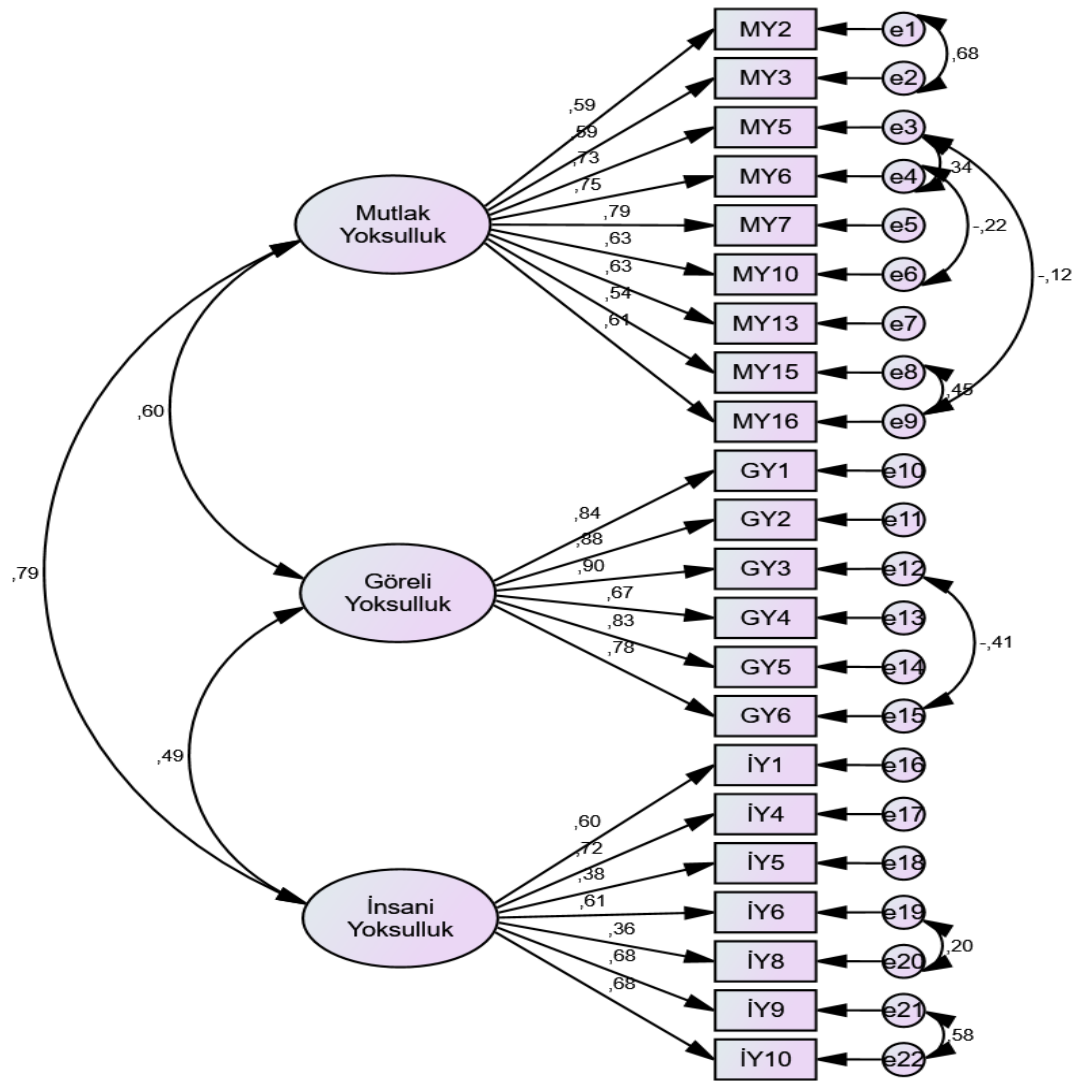 MY2
e1
,68
MY3
e2
,59
MY5
e3
,59
,73
MY6
e4
,34
Mutlak
Yoksulluk
,75
,79
MY7
e5
-,22
,63
MY10
e6
-,12
,63
,54
MY13
e7
,61
MY15
e8
,45
,60
MY16
e9
GY1
e10
,84
GY2
e11
,88
,90
GY3
e12
,79
Göreli
Yoksulluk
,67
GY4
e13
,83
-,41
,78
GY5
e14
GY6
e15
,49
İY1
e16
,60
İY4
e17
,72
,38
İY5
e18
İnsani
Yoksulluk
,61
İY6
e19
,36
,20
,68
İY8
e20
,68
İY9
e21
,58
İY10
e22